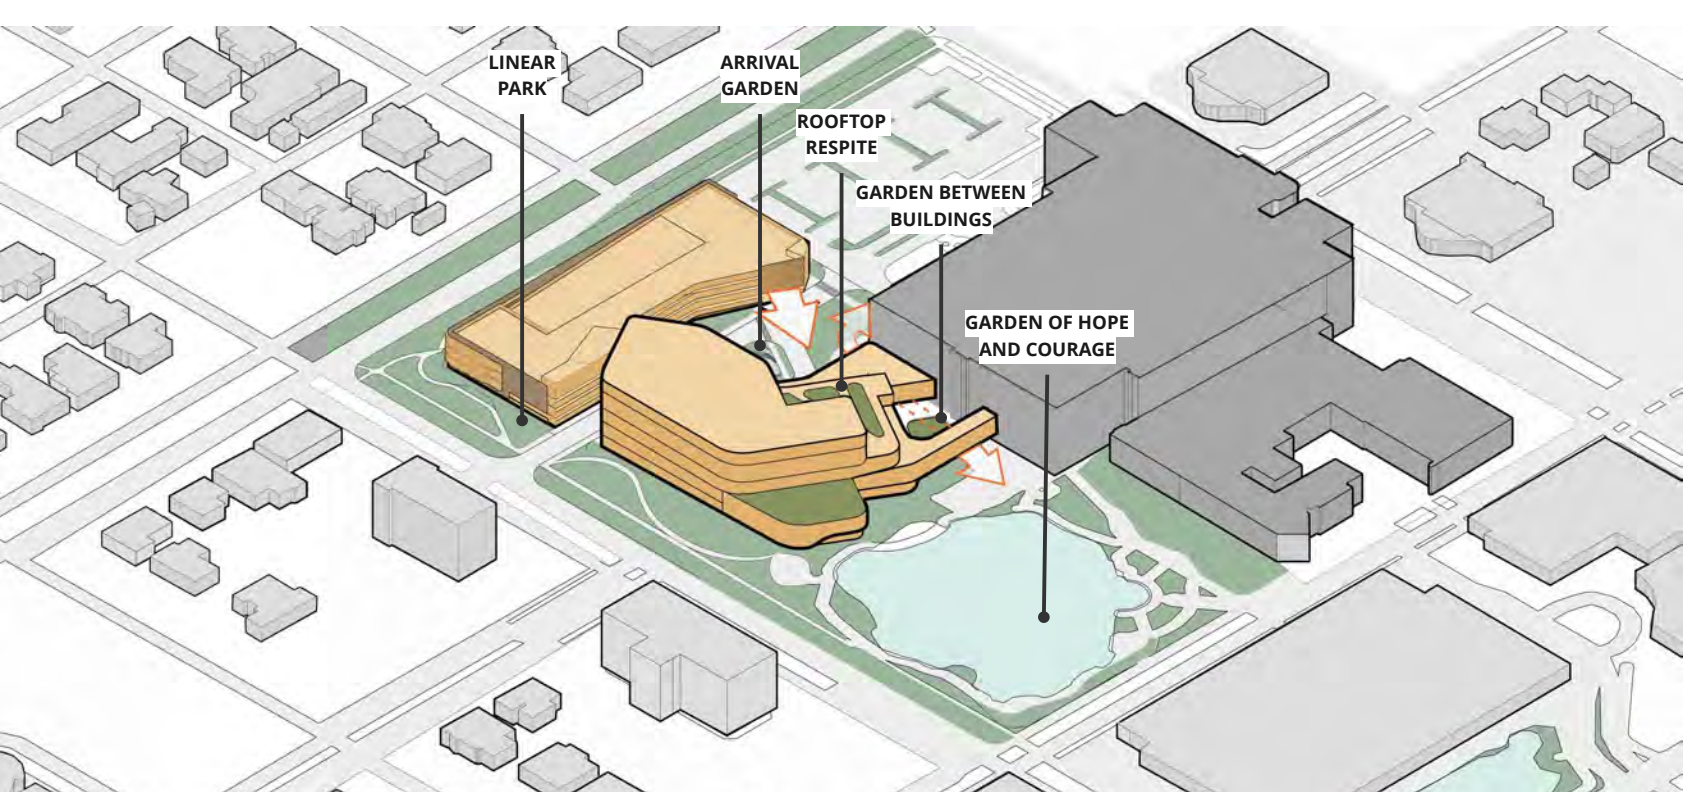 LINEAR
PARK
ARRIVAL
GARDEN
ROOFTOP
RESPITE
GARDEN BETWEEN
BUILDINGS
GARDEN OF HOPE
AND COURAGE